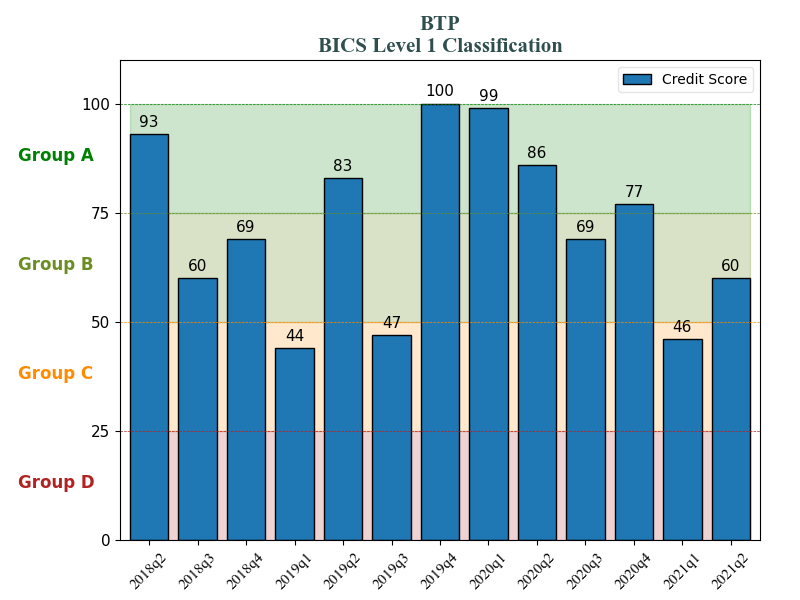 BTP
BICS Level 1 Classification
Credit Score
100
75
50
25
0
Group A
Group B
Group C
Group D
93
60
69
44
83
47
100
99
86
69
77
46
60
2018q2
2018q3
2018q4
2019q1
2019q2
2019q3
2019q4
2020q1
2020q2
2020q3
2020q4
2021q1
2021q2